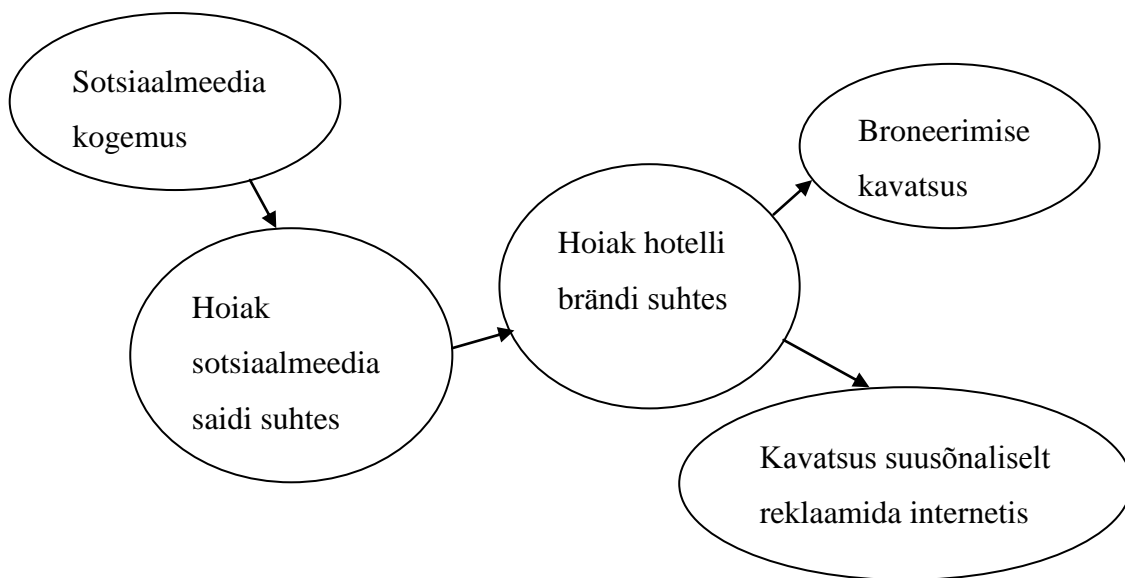 Sotsiaalmeedia
kogemus
Hoiak
sotsiaalmeedia
saidi suhtes
Hoiak hotelli
brändi suhtes
Broneerimise
kavatsus
Kavatsus suusõnaliselt
reklaamida internetis